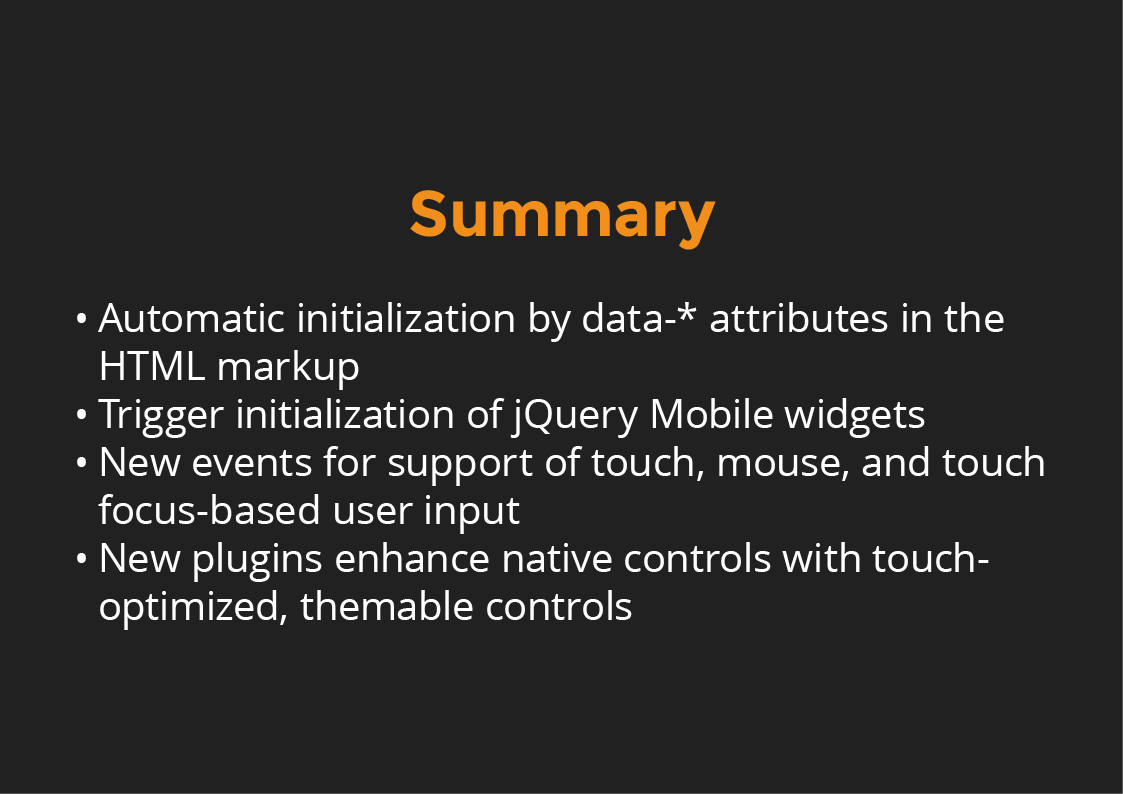 Summary
• Automatic initialization by data-* attributes in the
HTML markup
• Trigger initialization of jQuery Mobile widgets
• New events for support of touch, mouse, and touch
focus-based user input
• New plugins enhance native controls with touch-
optimized, themable controls